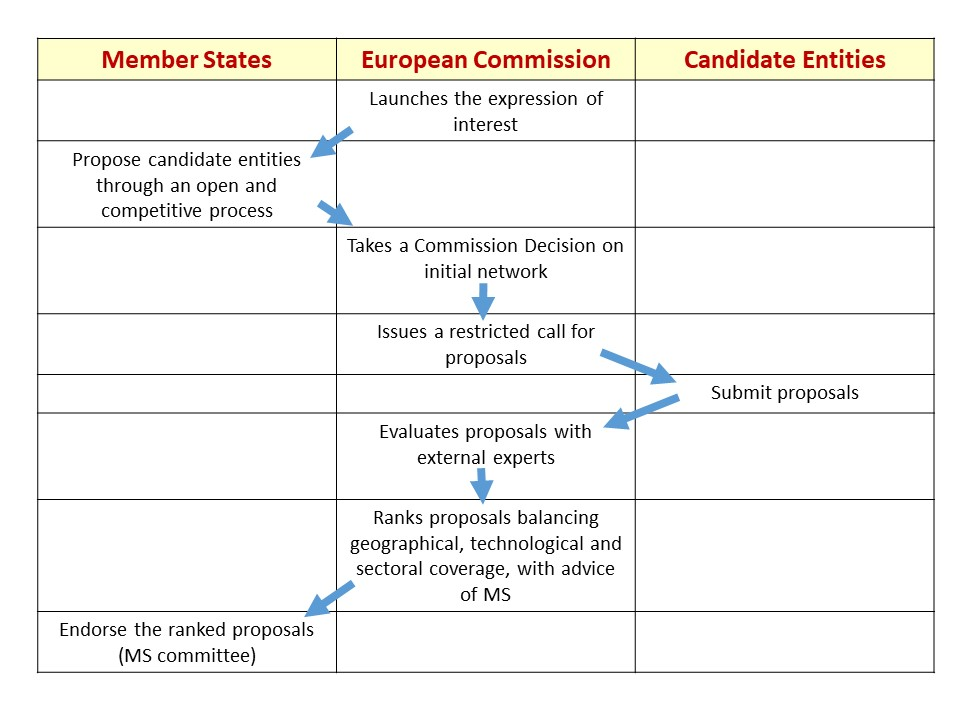 Member States
European Commission
Candidate Entities
Launches the expression of
interest
Propose candidate entities
through an open and
competitive process
Takes a Commission Decision on
initial network
Issues a restricted call for
proposals
Submit proposals
Evaluates proposals with
external experts
Ranks proposals balancing
geographical, technological and
sectoral coverage, with advice
of MS
Endorse the ranked proposals
(MS committee)